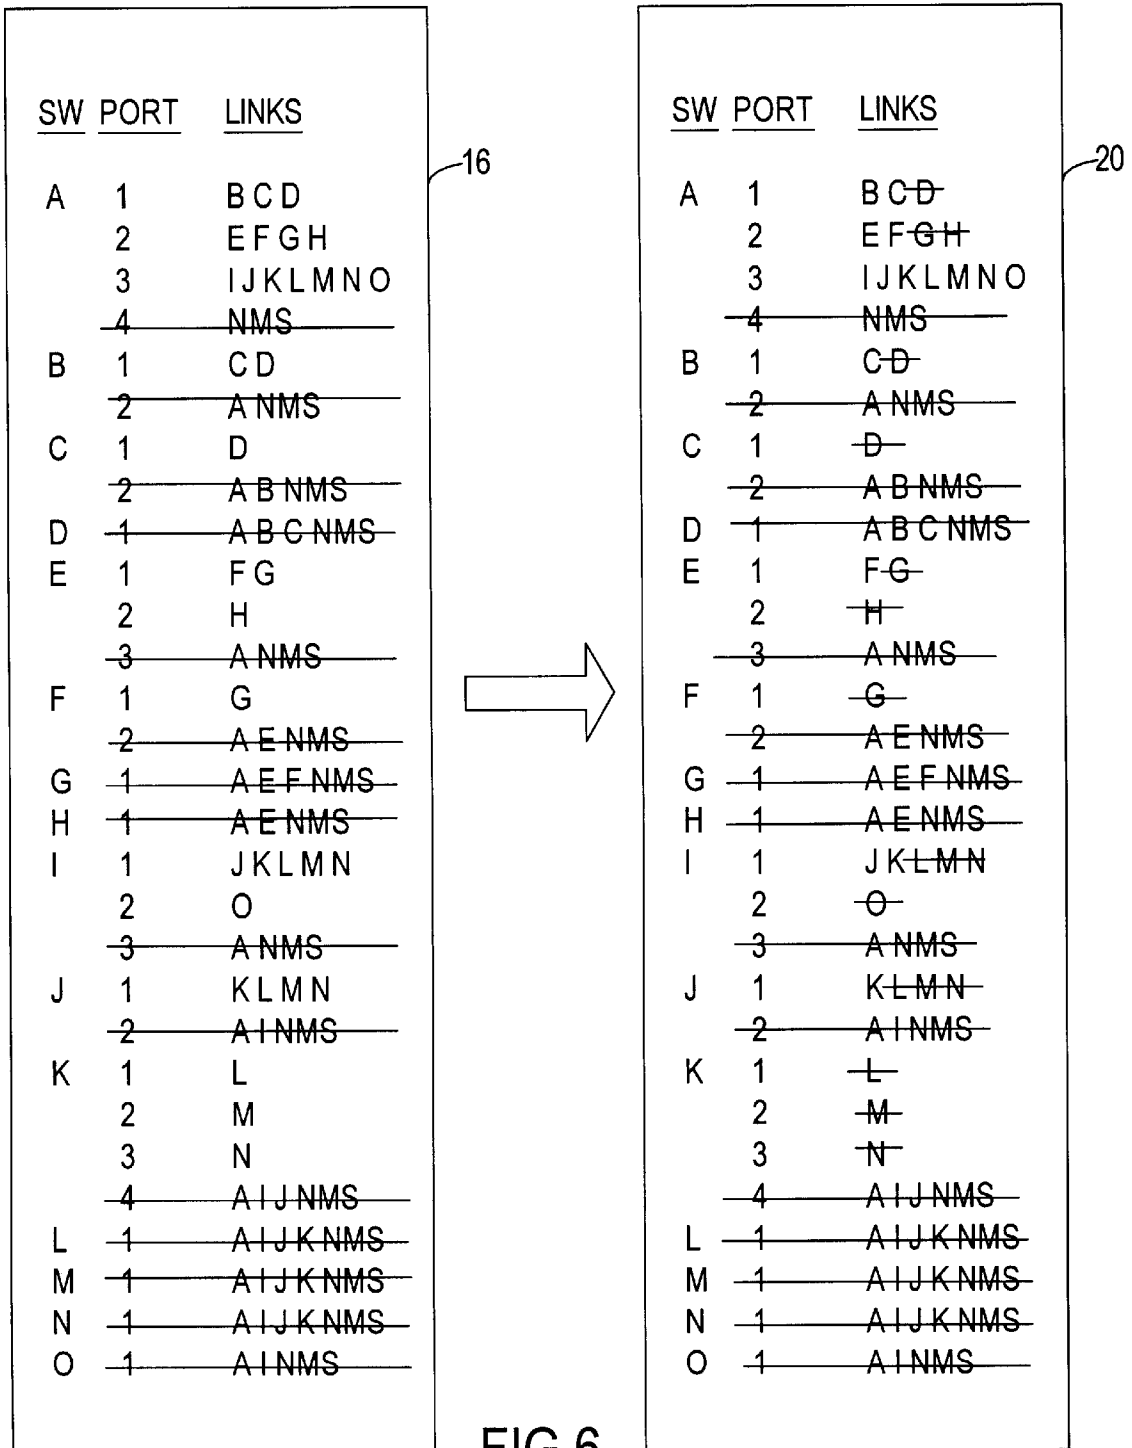 SW PORT LINKS
A 1 B C D
2 E F G H
3 I J K L M N O
4 NMS
B 1 C D
2 A NMS
C 1 D
2 A B NMS
D 1 A B C NMS
E 1 F G
2 H
3 A NMS
F 1 G
2 A E NMS
G 1 A E F NMS
H 1 A E NMS
I 1 J K L M N
2 O
3 A NMS
J 1 K L M N
2 A I NMS
K 1 L
2 M
3 N
4 A I J NMS
L 1 A I J K NMS
M 1 A I J K NMS
N 1 A I J K NMS
O 1 A I NMS
16
SW PORT LINKS
A 1 B C D
2 E F G H
3 I J K L M N O
4 NMS
B 1 C D
2 A NMS
C 1 D
2 A B NMS
D 1 A B C NMS
E 1 F G
2 H
3 A NMS
F 1 G
2 A E NMS
G 1 A E F NMS
H 1 A E NMS
I 1 J K L M N
2 O
3 A NMS
J 1 K L M N
2 A I NMS
K 1 L
2 M
3 N
4 A I J NMS
L 1 A I J K NMS
M 1 A I J K NMS
N 1 A I J K NMS
O 1 A I NMS
20
FIG.6